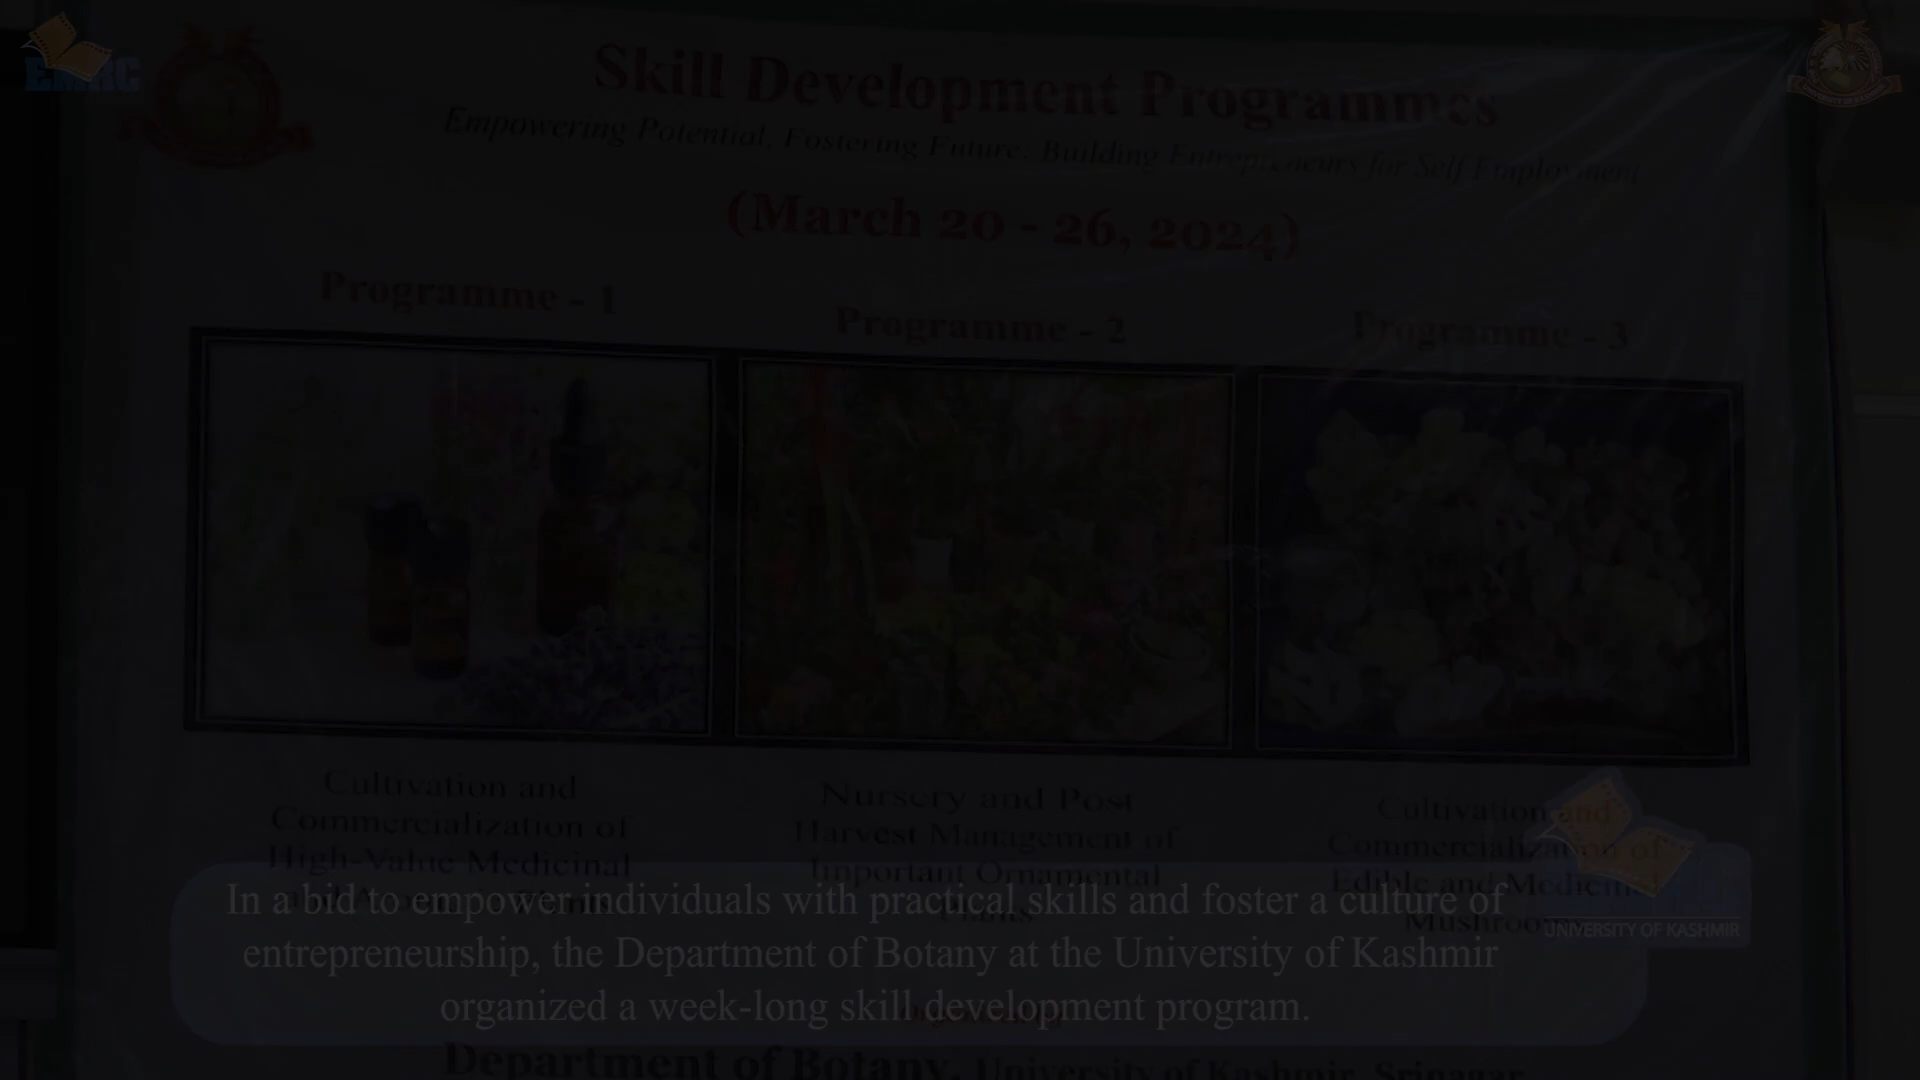 EMRC
Skill Development Programmes
Empowering Potential, Fostering Future: Building Entrepreneurs for Self Employment
(March 20 - 26, 2024)
Programme - 1
Programme - 2
Programme - 3
Cultivation and
Commercialization of
High-Value Medicinal
Nursery and Post
Harvest Management of
Important Ornamental
Plants
Cultivation and
Commercialization of
Edible and Medicinal
Mushrooms
UNIVERSITY OF KASHMIR
In a bid to empower individuals with practical skills and foster a culture of
entrepreneurship, the Department of Botany at the University of Kashmir
organized a week-long skill development program.
Department of Botany, University of Kashmir, Srinagar